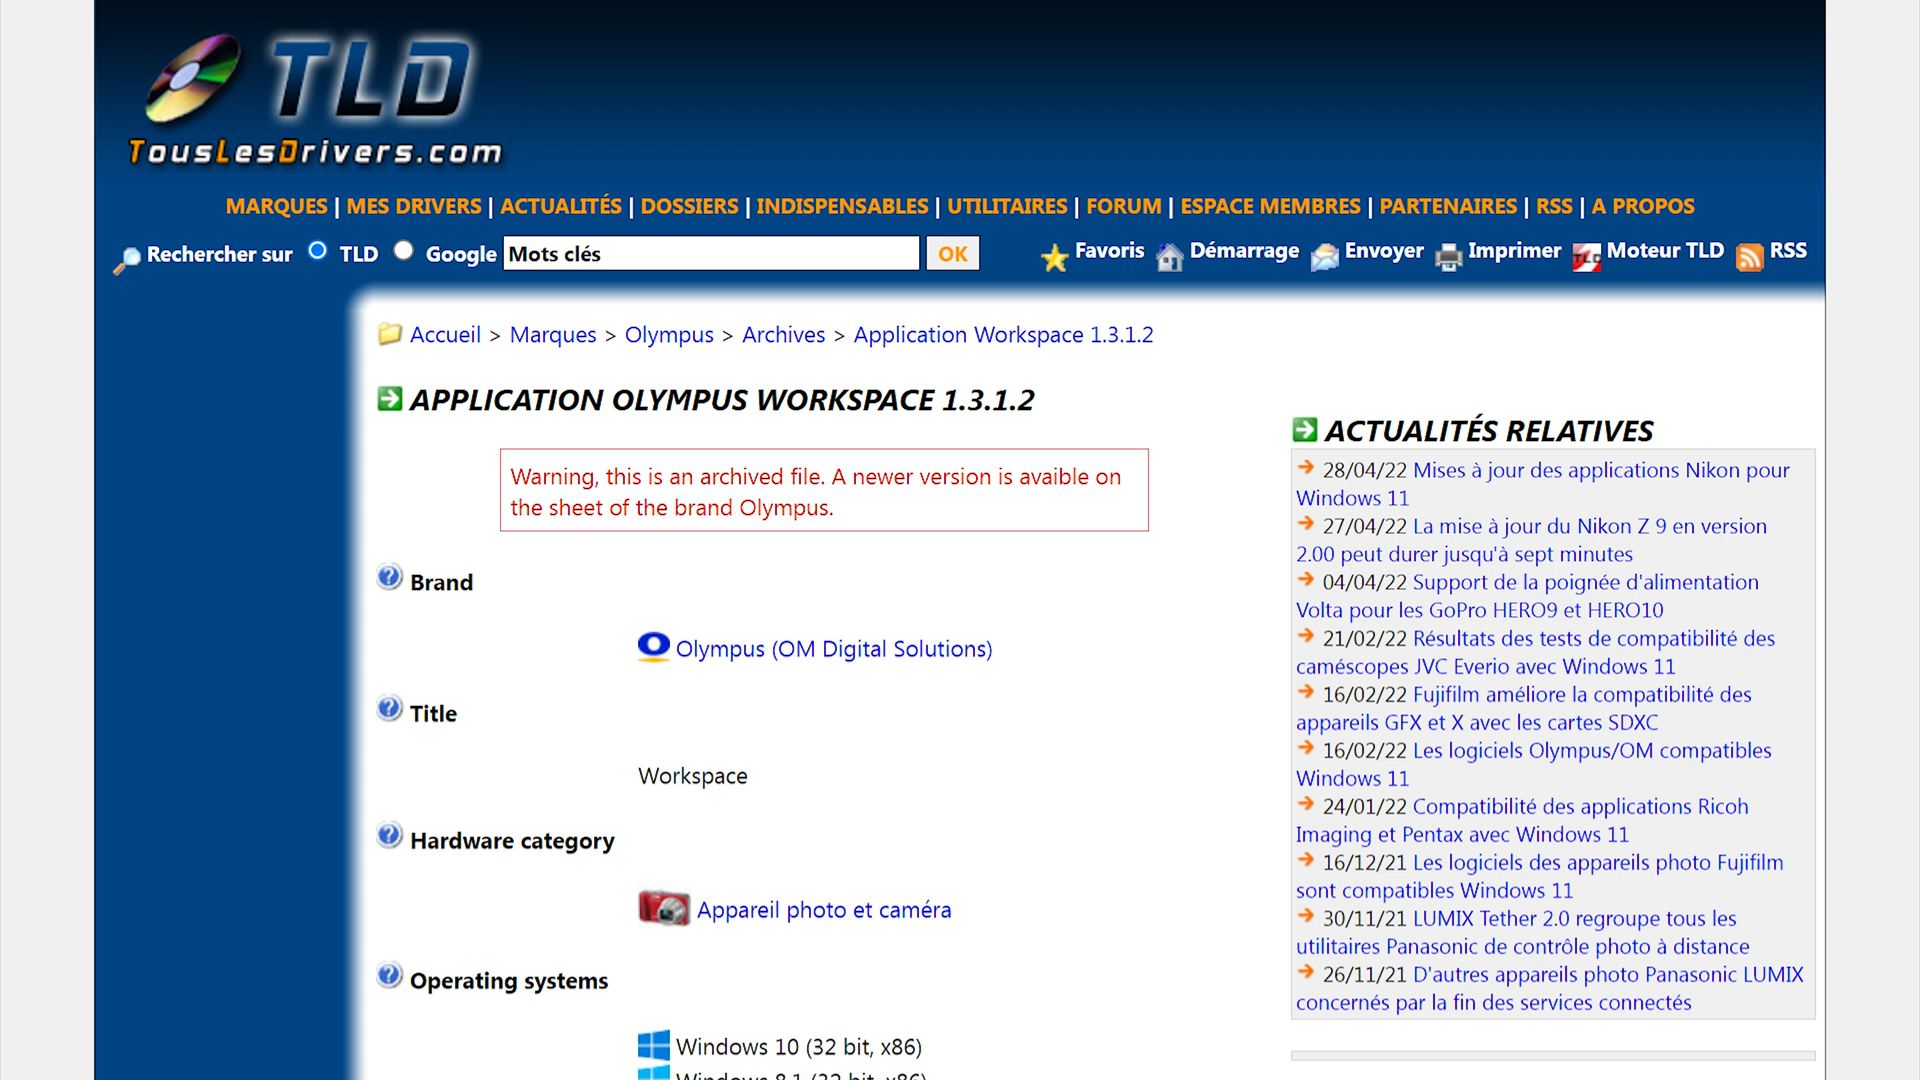 TLD
TousLesDrivers.com
MARQUES | MES DRIVERS | ACTUALITÉS | DOSSIERS | INDISPENSABLES | UTILITAIRES | FORUM | ESPACE MEMBRES | PARTENAIRES | RSS | A PROPOS
Rechercher sur TLD Google Mots clés OK Favoris Démarrage Envoyer Imprimer Moteur TLD RSS
Accueil > Marques > Olympus > Archives > Application Workspace 1.3.1.2
APPLICATION OLYMPUS WORKSPACE 1.3.1.2
Warning, this is an archived file. A newer version is avaible on
the sheet of the brand Olympus.
Brand
Olympus (OM Digital Solutions)
Title
Workspace
Hardware category
Appareil photo et caméra
Operating systems
Windows 10 (32 bit, x86)
Windows 8.1 (32 bit, x86)
ACTUALITÉS RELATIVES
28/04/22 Mises à jour des applications Nikon pour
Windows 11
27/04/22 La mise à jour du Nikon Z 9 en version
2.00 peut durer jusqu'à sept minutes
04/04/22 Support de la poignée d'alimentation
Volta pour les GoPro HERO9 et HERO10
21/02/22 Résultats des tests de compatibilité des
caméscopes JVC Everio avec Windows 11
16/02/22 Fujifilm améliore la compatibilité des
appareils GFX et X avec les cartes SDXC
16/02/22 Les logiciels Olympus/OM compatibles
Windows 11
24/01/22 Compatibilité des applications Ricoh
Imaging et Pentax avec Windows 11
16/12/21 Les logiciels des appareils photo Fujifilm
sont compatibles Windows 11
30/11/21 LUMIX Tether 2.0 regroupe tous les
utilitaires Panasonic de contrôle photo à distance
26/11/21 D'autres appareils photo Panasonic LUMIX
concernés par la fin des services connectés